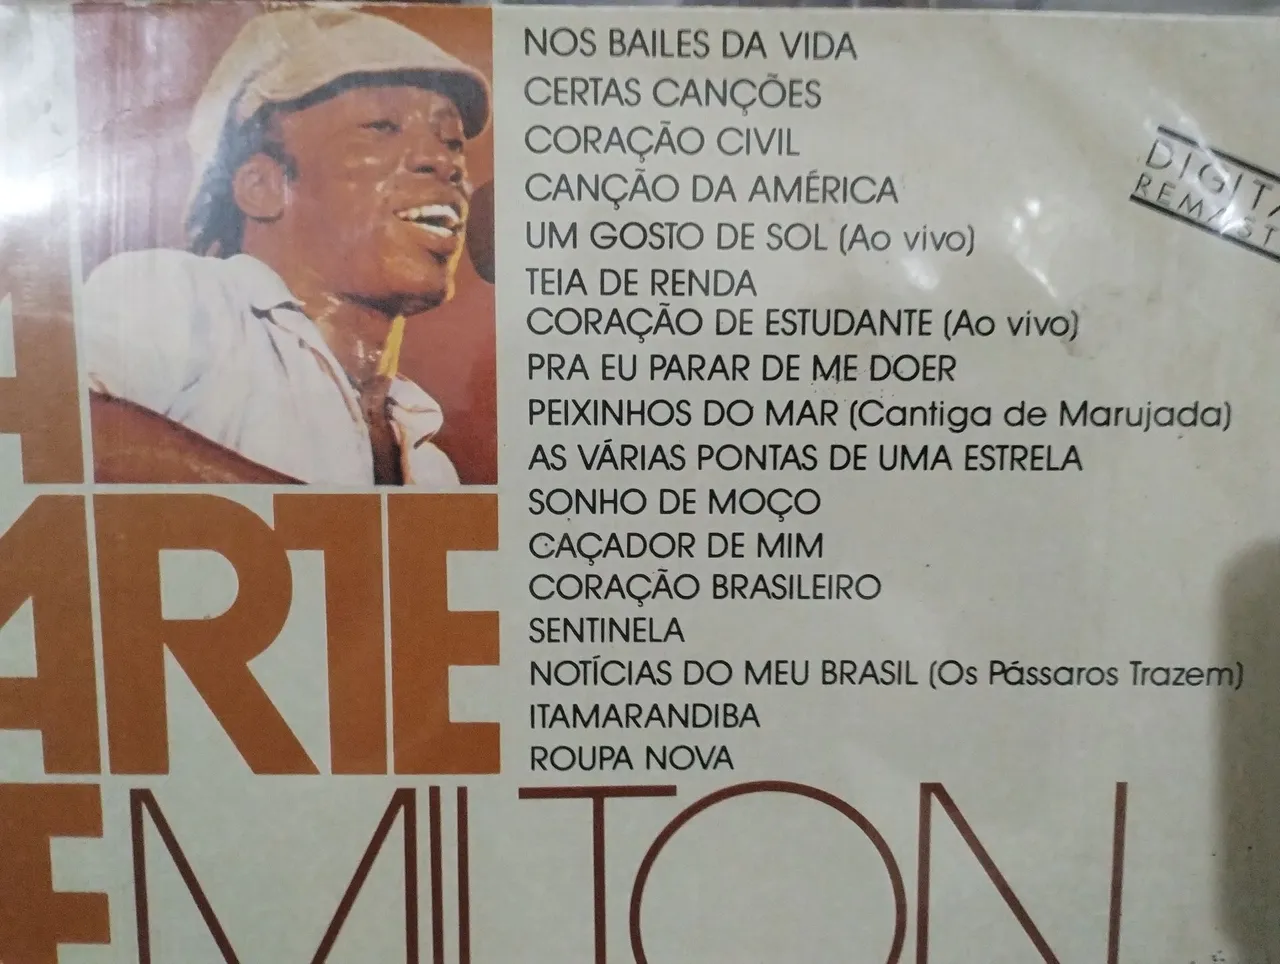 NOS BAILES DA VIDA
CERTAS CANÇÕES
CORAÇÃO CIVIL
CANÇÃO DA AMÉRICA
UM GOSTO DE SOL (Ao vivo)
TEIA DE RENDA
CORAÇÃO DE ESTUDANTE (Ao vivo)
PRA EU PARAR DE ME DOER
PEIXINHOS DO MAR (Cantiga de Marujada)
AS VÁRIAS PONTAS DE UMA ESTRELA
SONHO DE MOÇO
CAÇADOR DE MIM
CORAÇÃO BRASILEIRO
SENTINELA
NOTÍCIAS DO MEU BRASIL (Os Pássaros Trazem)
ITAMARANDIBA
ROUPA NOVA
DIGITA
REMAST
A
ARTE
E MILTON